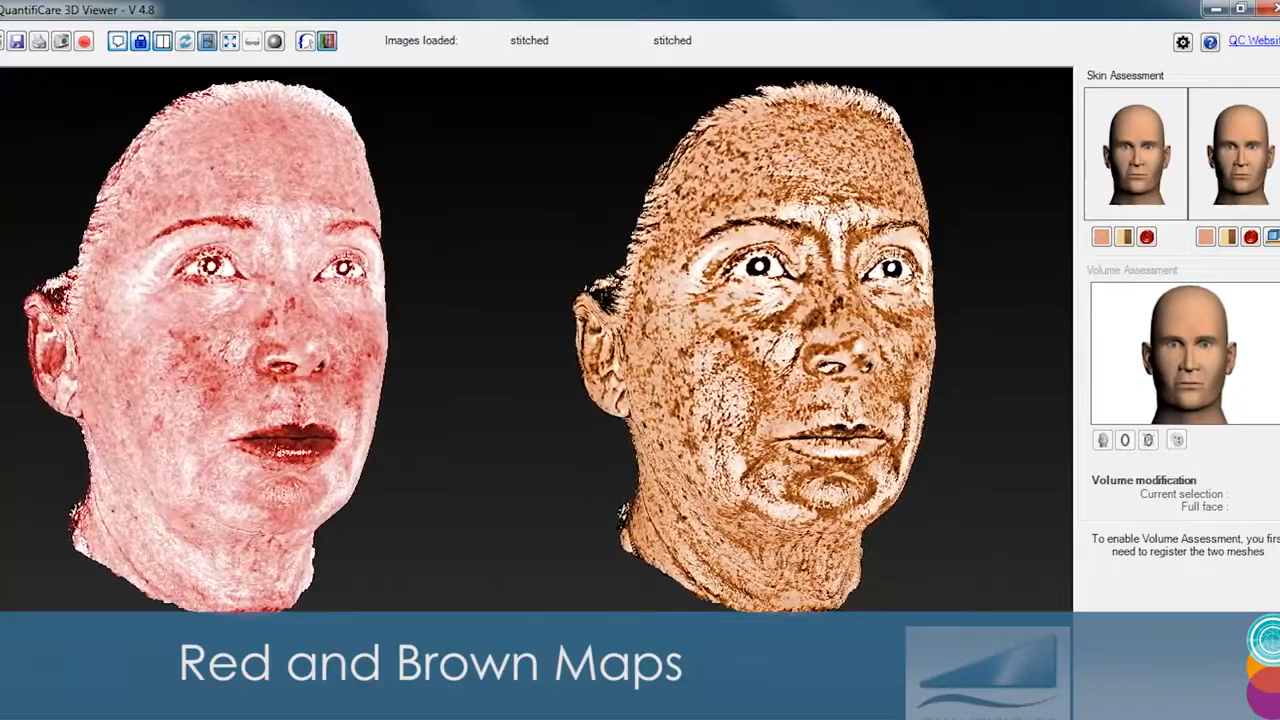 QuantifiCare 3D Viewer - V 4.8
Images loaded: stitched stitched
QC Websit
Skin Assessment
Volume Assessment
Volume modification
Current selection :
Full face :
To enable Volume Assessment, you firs
need to register the two meshes
Red and Brown Maps